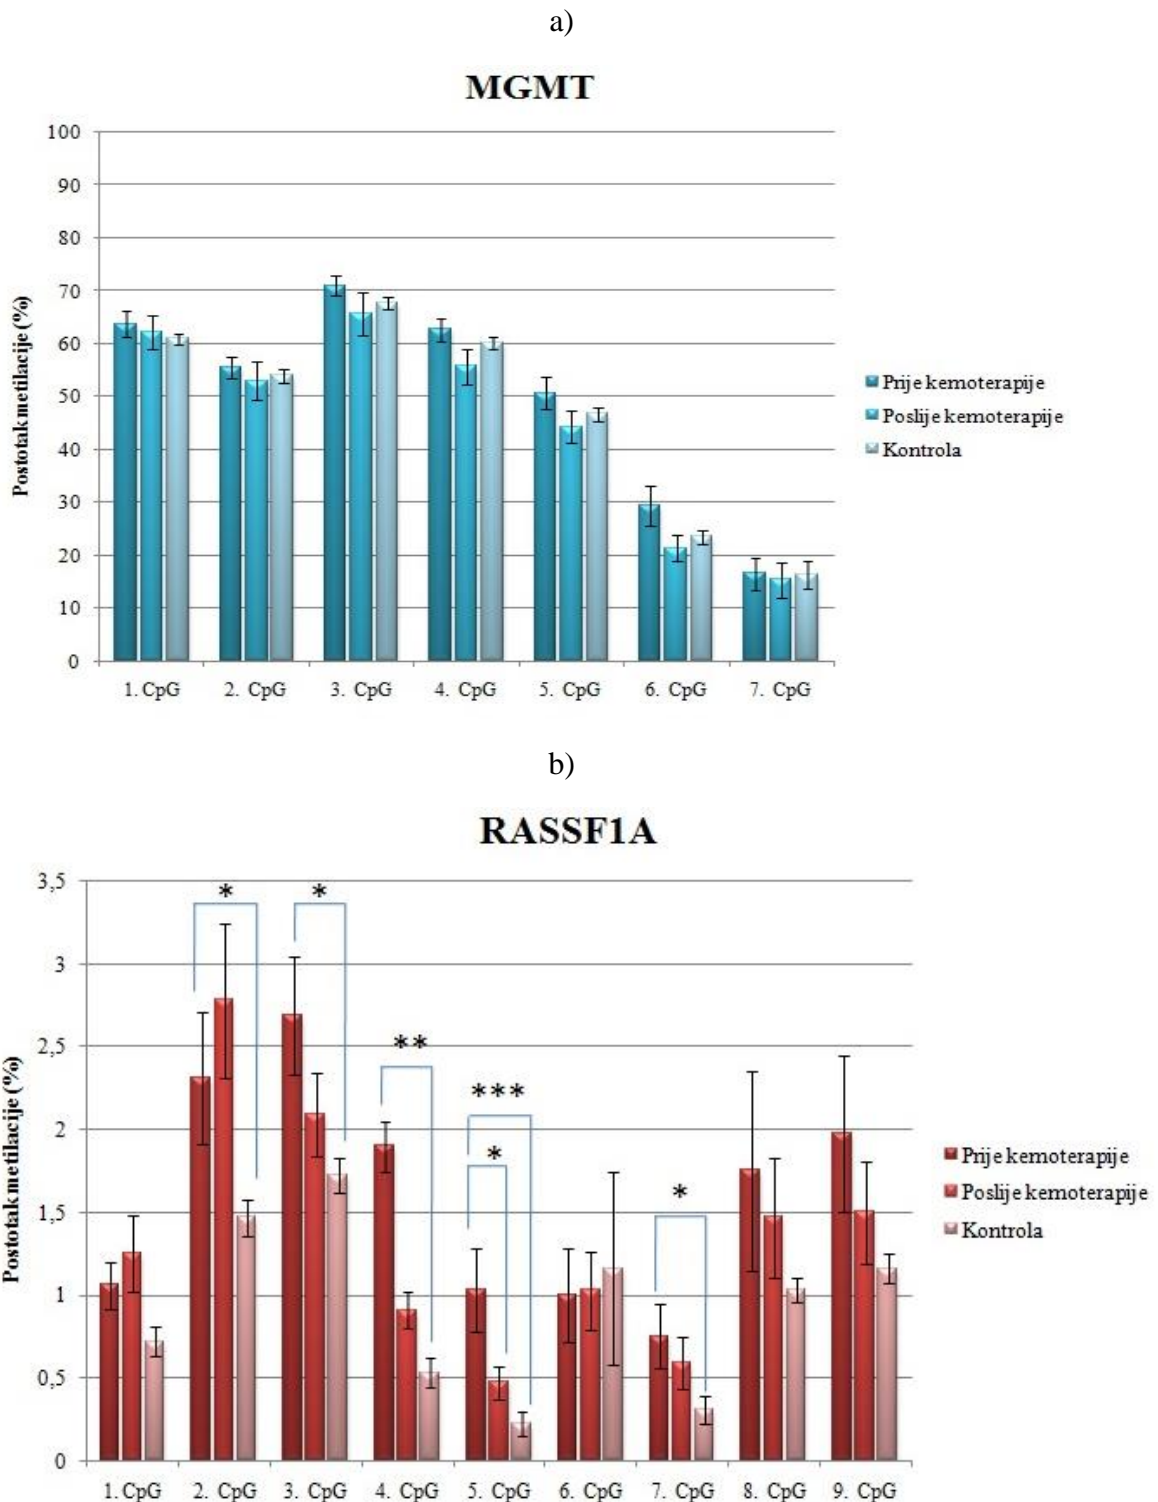 a)
MGMT
100
90
80
70
60
50
40
30
20
10
0
Postotak metilacije (%)
1. CpG 2. CpG 3. CpG 4. CpG 5. CpG 6. CpG 7. CpG
Prije kemoterapije
Poslije kemoterapije
Kontrola
b)
RASSF1A
3,5
3
2,5
2
1,5
1
0,5
0
Postotak metilacije (%)
* * ** *** * *
1. CpG 2. CpG 3. CpG 4. CpG 5. CpG 6. CpG 7. CpG 8. CpG 9. CpG
Prije kemoterapije
Poslije kemoterapije
Kontrola